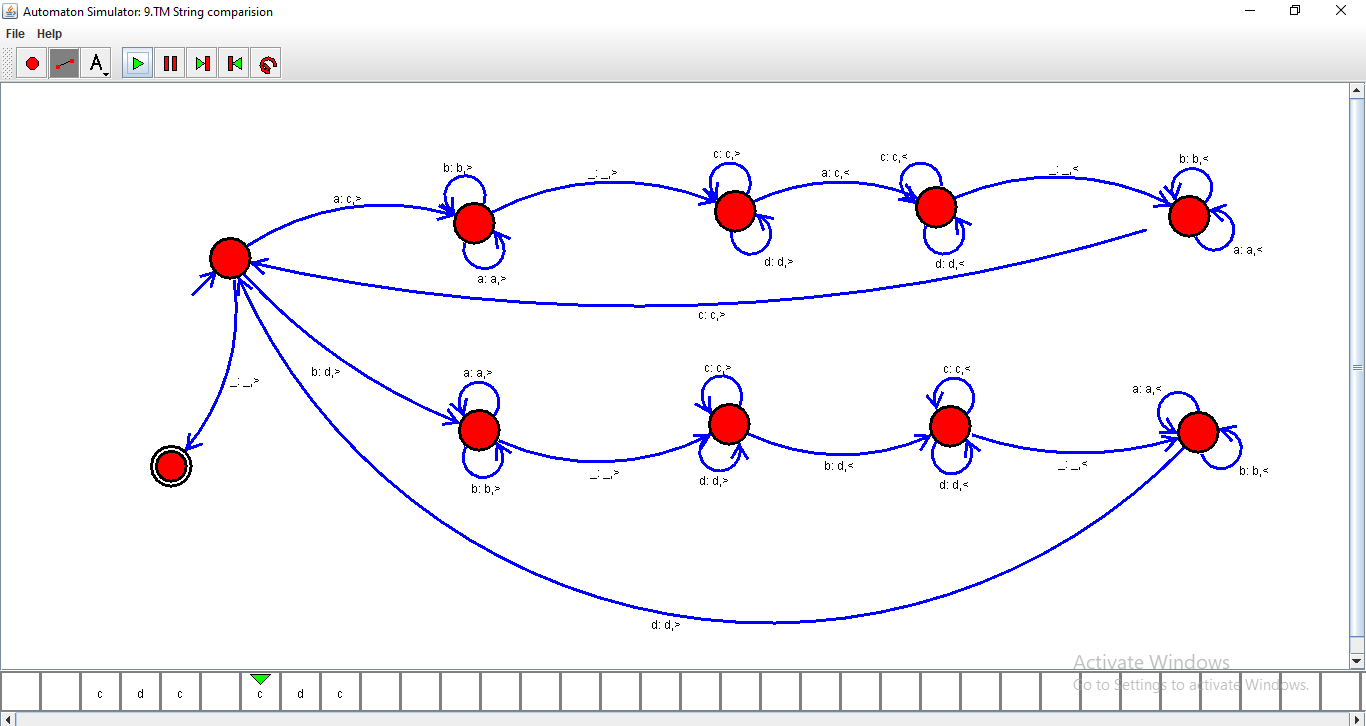 Automaton Simulator: 9.TM String comparision
File Help
A
b: b,>
_: _,>
c: c,>
a: c,<
c: c,<
_: _,<
b: b,<
a: c,>
a: a,>
d: d,>
d: d,<
a: a,<
c: c,>
_: _,>
b: d,>
a: a,>
c: c,>
c: c,<
a: a,<
b: b,>
_: _,>
d: d,>
b: d,<
d: d,<
_: _,<
b: b,<
d: d,>
Activate Windows
Go to Settings to activate Windows.
c d c c d c